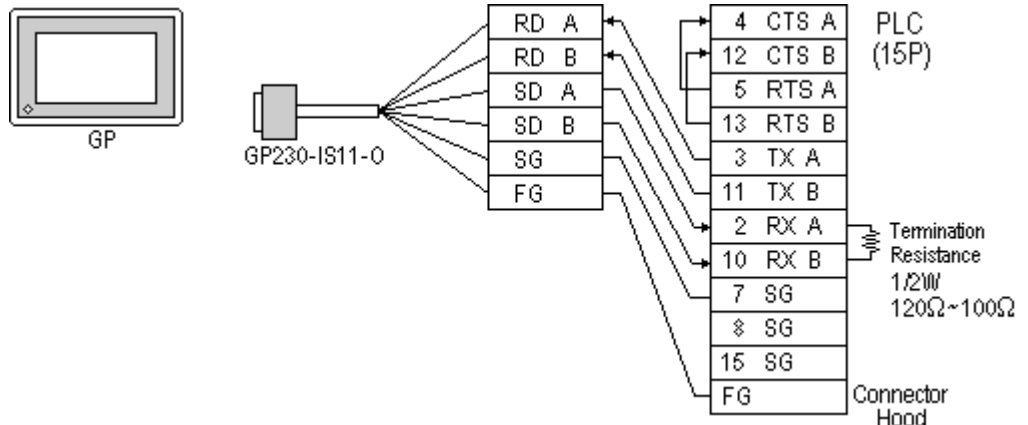 GP
GP230-IS11-O
RD A
RD B
SD A
SD B
SG
FG
4 CTS A
12 CTS B
5 RTS A
13 RTS B
3 TX A
11 TX B
2 RX A
10 RX B
7 SG
8 SG
15 SG
FG
PLC
(15P)
Termination
Resistance
1/2W
120Ω~100Ω
Connector
Hood